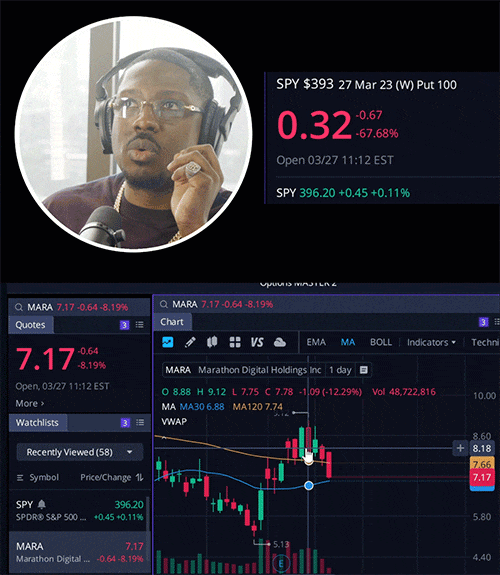 SPY $393 27 Mar 23 (W) Put 100
0.32 -0.67
-67.68%
Open 03/27 11:12 EST
SPY 396.20 +0.45 +0.11%
Options MASTER 2
MARA 7.17 -0.64 -8.19%
Quotes 3
7.17 -0.64
-8.19%
Open, 03/27 11:12 EST
More >
Watchlists 3
Recently Viewed (58)
Symbol Price/Change
SPY 396.20
SPDR® S&P 500 ... +0.45 +0.11%
MARA 7.17
Marathon Digital ... -0.64 -8.19%
MARA 7.17 -0.64 -8.19%
Chart 3
VS EMA MA BOLL Indicators Techni
MARA Marathon Digital Holdings Inc 1 day
O 8.88 H 9.12 L 7.75 C 7.78 -1.09 (-12.29%) Vol 48,722,816
MA MA30 6.88 MA120 7.74
VWAP
9.12
10.00
8.60
8.18
7.66
7.17
5.80
5.13
4.40
E